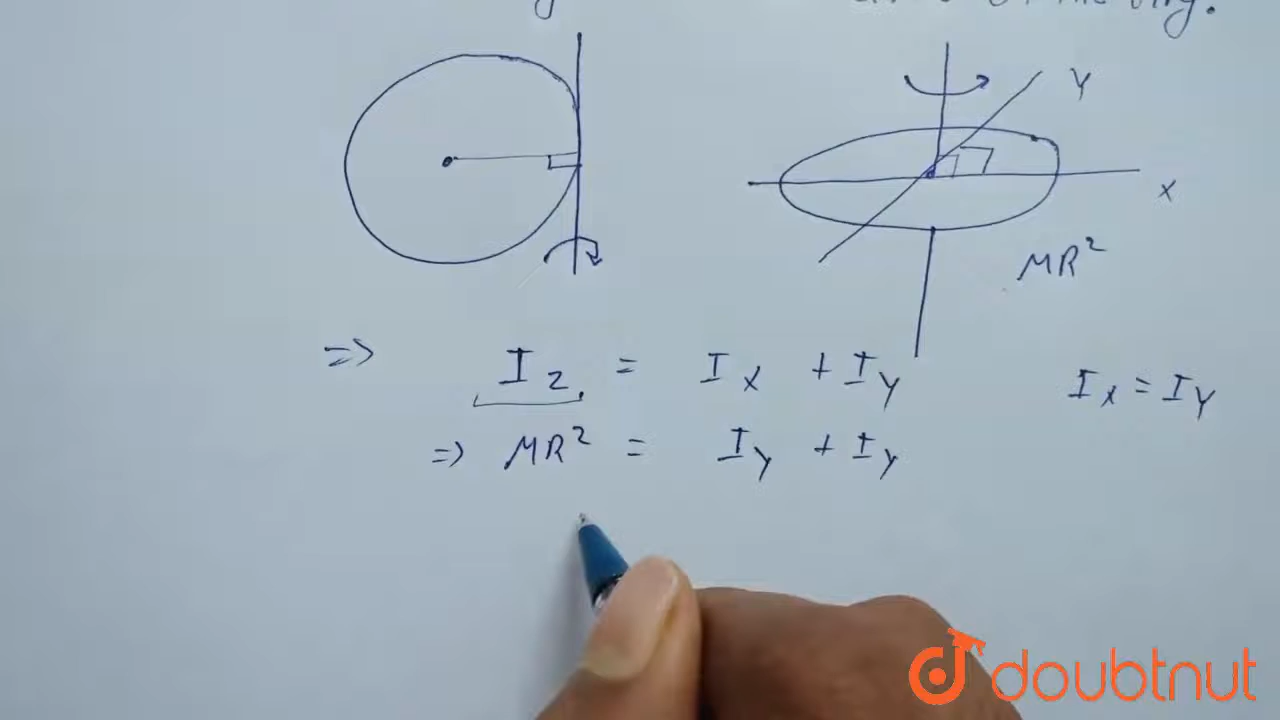 Y
X
MR²
=> I_z = I_x + I_y
I_x = I_y
=> MR² = I_y + I_y
doubtnut